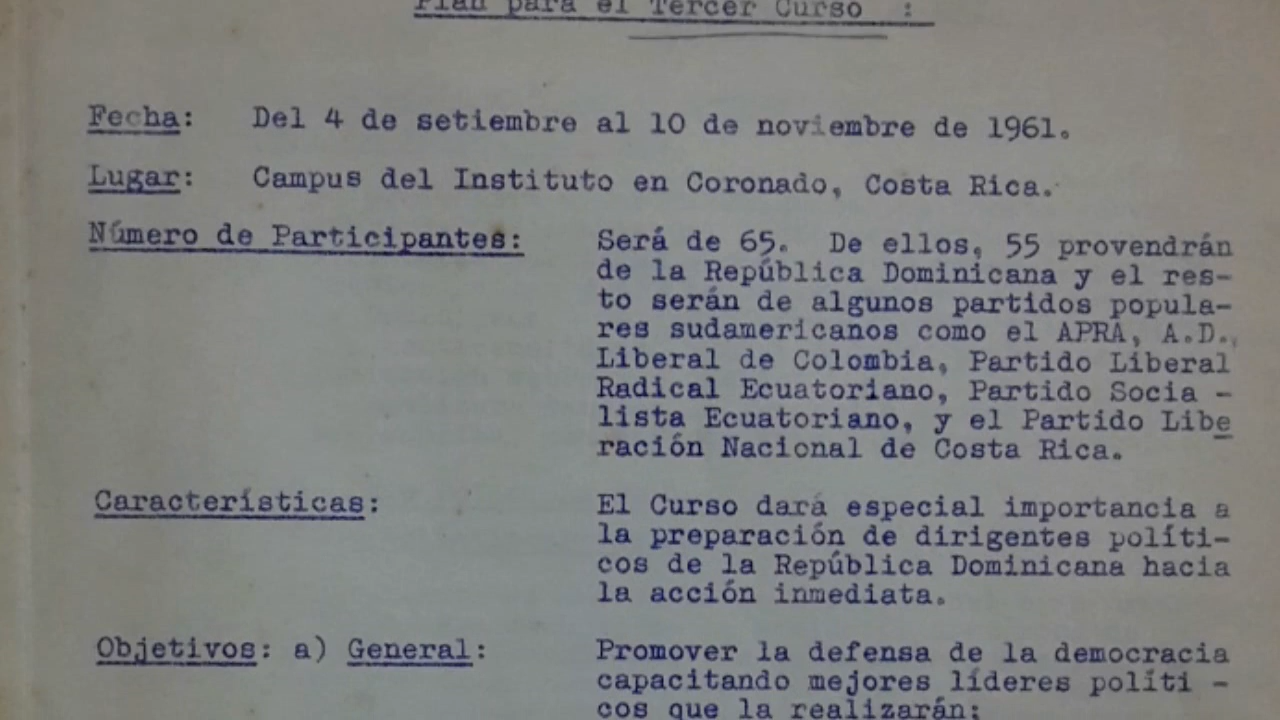 Plan para el Tercer Curso :
Fecha: Del 4 de setiembre al 10 de noviembre de 1961.
Lugar: Campus del Instituto en Coronado, Costa Rica.
Número de Participantes: Será de 65. De ellos, 55 provendrán
de la República Dominicana y el res-
to serán de algunos partidos popula-
res sudamericanos como el APRA, A.D.,
Liberal de Colombia, Partido Liberal
Radical Ecuatoriano, Partido Socia -
lista Ecuatoriano, y el Partido Libe
ración Nacional de Costa Rica.
Características: El Curso dará especial importancia a
la preparación de dirigentes políti-
cos de la República Dominicana hacia
la acción inmediata.
Objetivos: a) General: Promover la defensa de la democracia
capacitando mejores líderes políti -
cos que la realizarán: